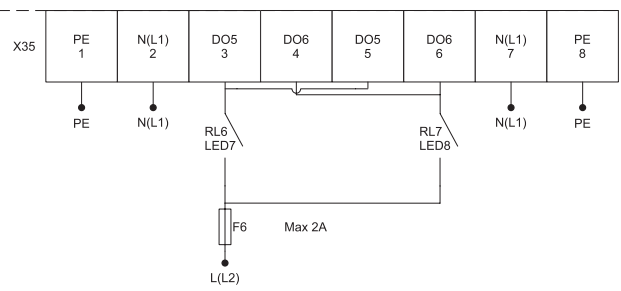 X35
PE
1
N(L1)
2
DO5
3
DO6
4
DO5
5
DO6
6
N(L1)
7
PE
8
PE
N(L1)
N(L1)
PE
RL6
LED7
RL7
LED8
F6
Max 2A
L(L2)